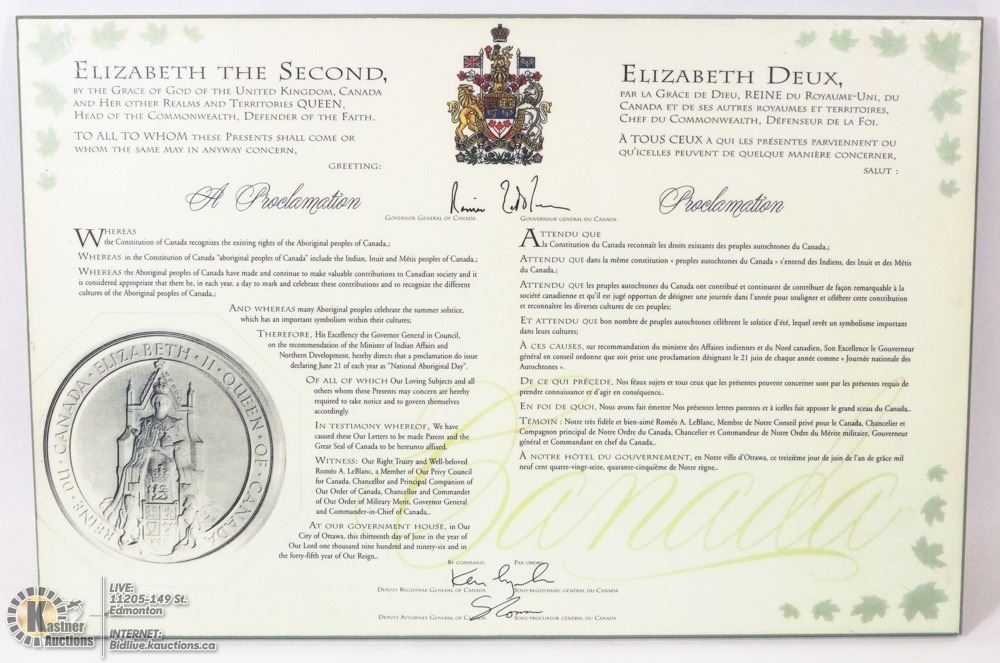 ELIZABETH THE SECOND,
BY THE GRACE OF GOD OF THE UNITED KINGDOM, CANADA
AND HER OTHER REALMS AND TERRITORIES QUEEN,
HEAD OF THE COMMONWEALTH, DEFENDER OF THE FAITH.
TO ALL TO WHOM THESE PRESENTS SHALL COME OR
WHOM THE SAME MAY IN ANYWAY CONCERN,
GREETING:
A Proclamation
GOVERNOR GENERAL OF CANADA
WHEREAS
the Constitution of Canada recognizes the existing rights of the Aboriginal peoples of Canada,;
WHEREAS in the Constitution of Canada "aboriginal peoples of Canada" include the Indian, Inuit and Métis peoples of Canada,;
WHEREAS the Aboriginal peoples of Canada have made and continue to make valuable contributions to Canadian society and it
is considered appropriate that there be, in each year, a day to mark and celebrate these contributions and to recognize the different
cultures of the Aboriginal peoples of Canada,;
AND WHEREAS many Aboriginal peoples celebrate the summer solstice,
which has an important symbolism within their cultures;
THEREFORE, His Excellency the Governor General in Council,
on the recommendation of the Minister of Indian Affairs and
Northern Development, hereby directs that a proclamation do issue
declaring June 21 of each year as "National Aboriginal Day".
OF ALL OF WHICH Our Loving Subjects and all
others whom these Presents may concern are hereby
required to take notice and to govern themselves
accordingly.
IN TESTIMONY WHEREOF, We have
caused these Our Letters to be made Patent and the
Great Seal of Canada to be hereunto affixed.
WITNESS: Our Right Trusty and Well-beloved
Roméo A. LeBlanc, a Member of Our Privy Council
for Canada, Chancellor and Principal Companion of
Our Order of Canada, Chancellor and Commander
of Our Order of Military Merit, Governor General
and Commander-in-Chief of Canada,.
AT OUR GOVERNMENT HOUSE, in Our
City of Ottawa, this thirteenth day of June in the year of
Our Lord one thousand nine hundred and ninety-six and in
the forty-fifth year of Our Reign..
ELIZABETH DEUX,
PAR LA GRÂCE DE DIEU, REINE DU ROYAUME-UNI, DU
CANADA ET DE SES AUTRES ROYAUMES ET TERRITOIRES,
CHEF DU COMMONWEALTH, DÉFENSEUR DE LA FOI.
À TOUS CEUX A QUI LES PRÉSENTES PARVIENNENT OU
QU'ICELLES PEUVENT DE QUELQUE MANIÈRE CONCERNER,
SALUT :
Proclamation
GOUVERNEUR GÉNÉRAL DU CANADA
ATTENDU QUE
la Constitution du Canada reconnaît les droits existants des peuples autochtones du Canada,;
ATTENDU QUE dans la même constitution « peuples autochtones du Canada » s'entend des Indiens, des Inuit et des Métis
du Canada,;
ATTENDU QUE les peuples autochtones du Canada ont contribué et continuent de contribuer de façon remarquable à la
société canadienne et qu'il est jugé opportun de désigner une journée dans l'année pour souligner et célébrer cette contribution
et reconnaître les diverses cultures de ces peuples;
ET ATTENDU QUE bon nombre de peuples autochtones célèbrent le solstice d'été, lequel revêt un symbolisme important
dans leurs cultures;
À CES CAUSES, sur recommandation du ministre des Affaires indiennes et du Nord canadien, Son Excellence le Gouverneur
général en conseil ordonne que soit prise une proclamation désignant le 21 juin de chaque année comme « Journée nationale des
Autochtones ».
DE CE QUI PRÉCÈDE, Nos féaux sujets et tous ceux que les présentes peuvent concerner sont par les présentes requis de
prendre connaissance et d'agir en conséquence..
EN FOI DE QUOI, Nous avons fait émettre Nos présentes lettres patentes et à icelles fait apposer le grand sceau du Canada,.
TÉMOIN : Notre très fidèle et bien-aimé Roméo A. LeBlanc, Membre de Notre Conseil privé pour le Canada, Chancelier et
Compagnon principal de Notre Ordre du Canada, Chancelier et Commandeur de Notre Ordre du Mérite militaire, Gouverneur
général et Commandant en chef du Canada,.
À NOTRE HÔTEL DU GOUVERNEMENT, en Notre ville d'Ottawa, ce treizième jour de juin de l'an de grâce mil
neuf cent quatre-vingt-seize, quarante-cinquième de Notre règne..
Canada
REINE · DU · CANADA · ELIZABETH · II · QUEEN · OF · CANADA
BY COMMAND, PAR ORDRE,
DEPUTY REGISTRAR GENERAL OF CANADA SOUS-REGISTRAIRE GÉNÉRAL DU CANADA
DEPUTY ATTORNEY GENERAL OF CANADA SOUS-PROCUREUR GÉNÉRAL DU CANADA
Kastner
Auctions
LIVE:
11205-149 St.
Edmonton
INTERNET:
Bidlive.kauctions.ca